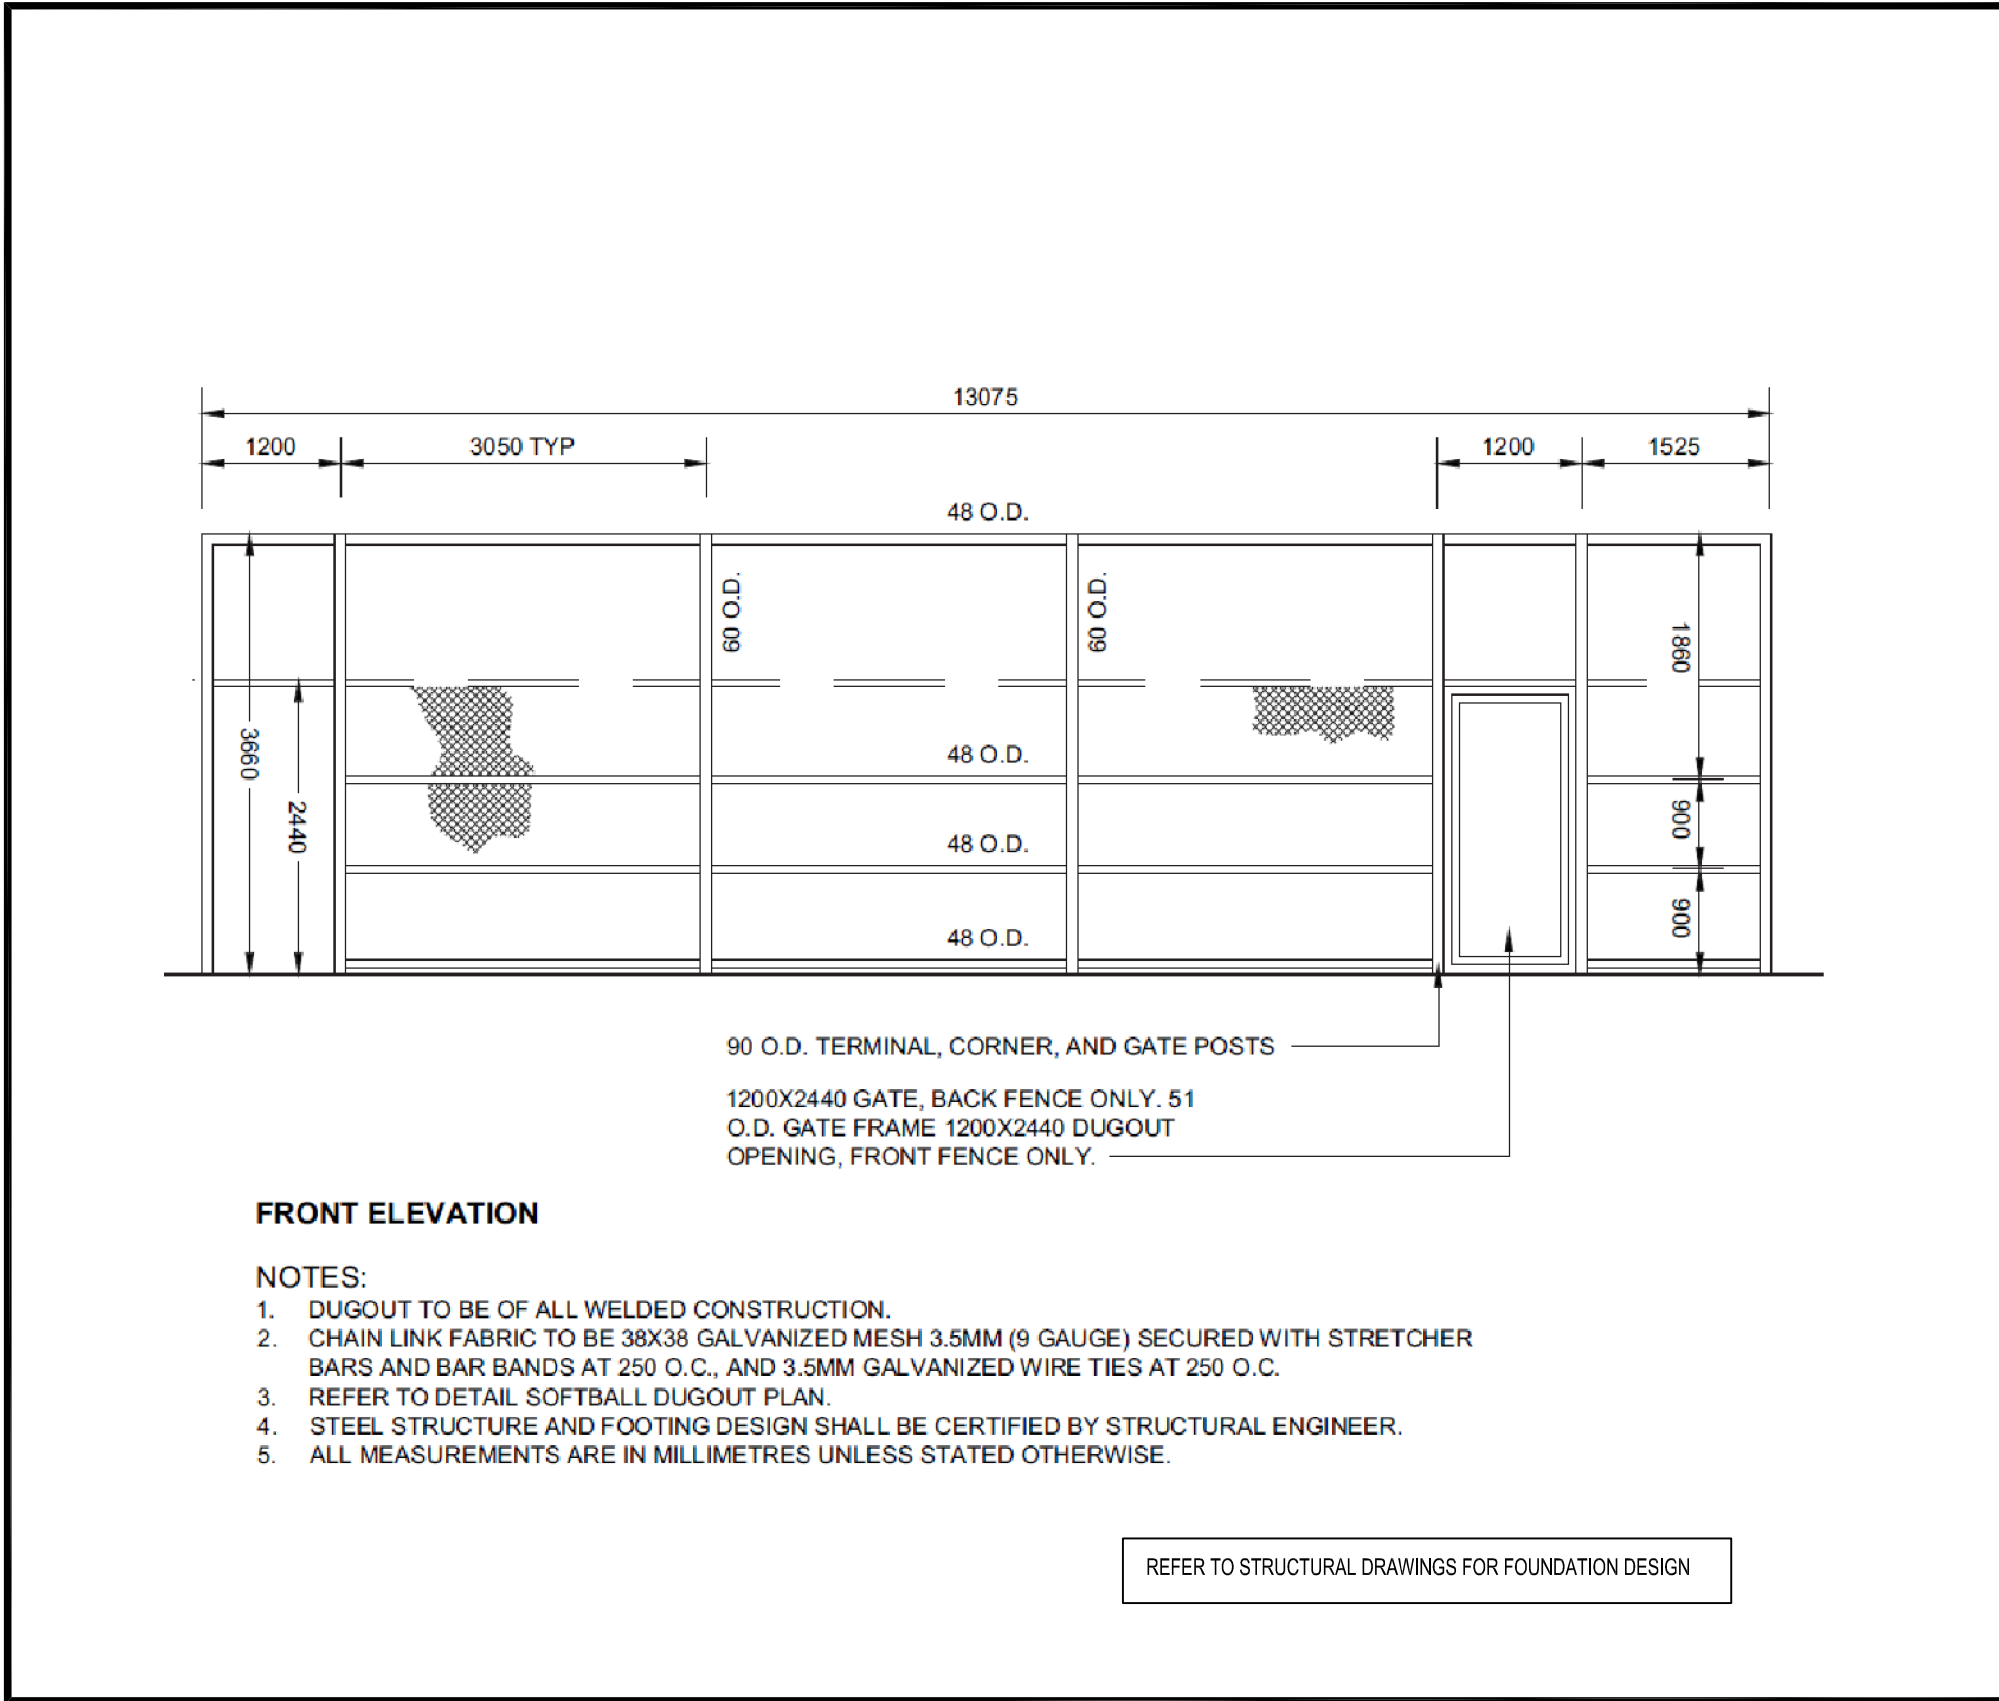 13075
1200
3050 TYP
1200
1525
48 O.D.
60 O.D.
60 O.D.
1860
3660
2440
48 O.D.
900
48 O.D.
900
48 O.D.
90 O.D. TERMINAL, CORNER, AND GATE POSTS
1200X2440 GATE, BACK FENCE ONLY. 51
O.D. GATE FRAME 1200X2440 DUGOUT
OPENING, FRONT FENCE ONLY.
FRONT ELEVATION
NOTES:
1. DUGOUT TO BE OF ALL WELDED CONSTRUCTION.
2. CHAIN LINK FABRIC TO BE 38X38 GALVANIZED MESH 3.5MM (9 GAUGE) SECURED WITH STRETCHER
BARS AND BAR BANDS AT 250 O.C., AND 3.5MM GALVANIZED WIRE TIES AT 250 O.C.
3. REFER TO DETAIL SOFTBALL DUGOUT PLAN.
4. STEEL STRUCTURE AND FOOTING DESIGN SHALL BE CERTIFIED BY STRUCTURAL ENGINEER.
5. ALL MEASUREMENTS ARE IN MILLIMETRES UNLESS STATED OTHERWISE.
REFER TO STRUCTURAL DRAWINGS FOR FOUNDATION DESIGN